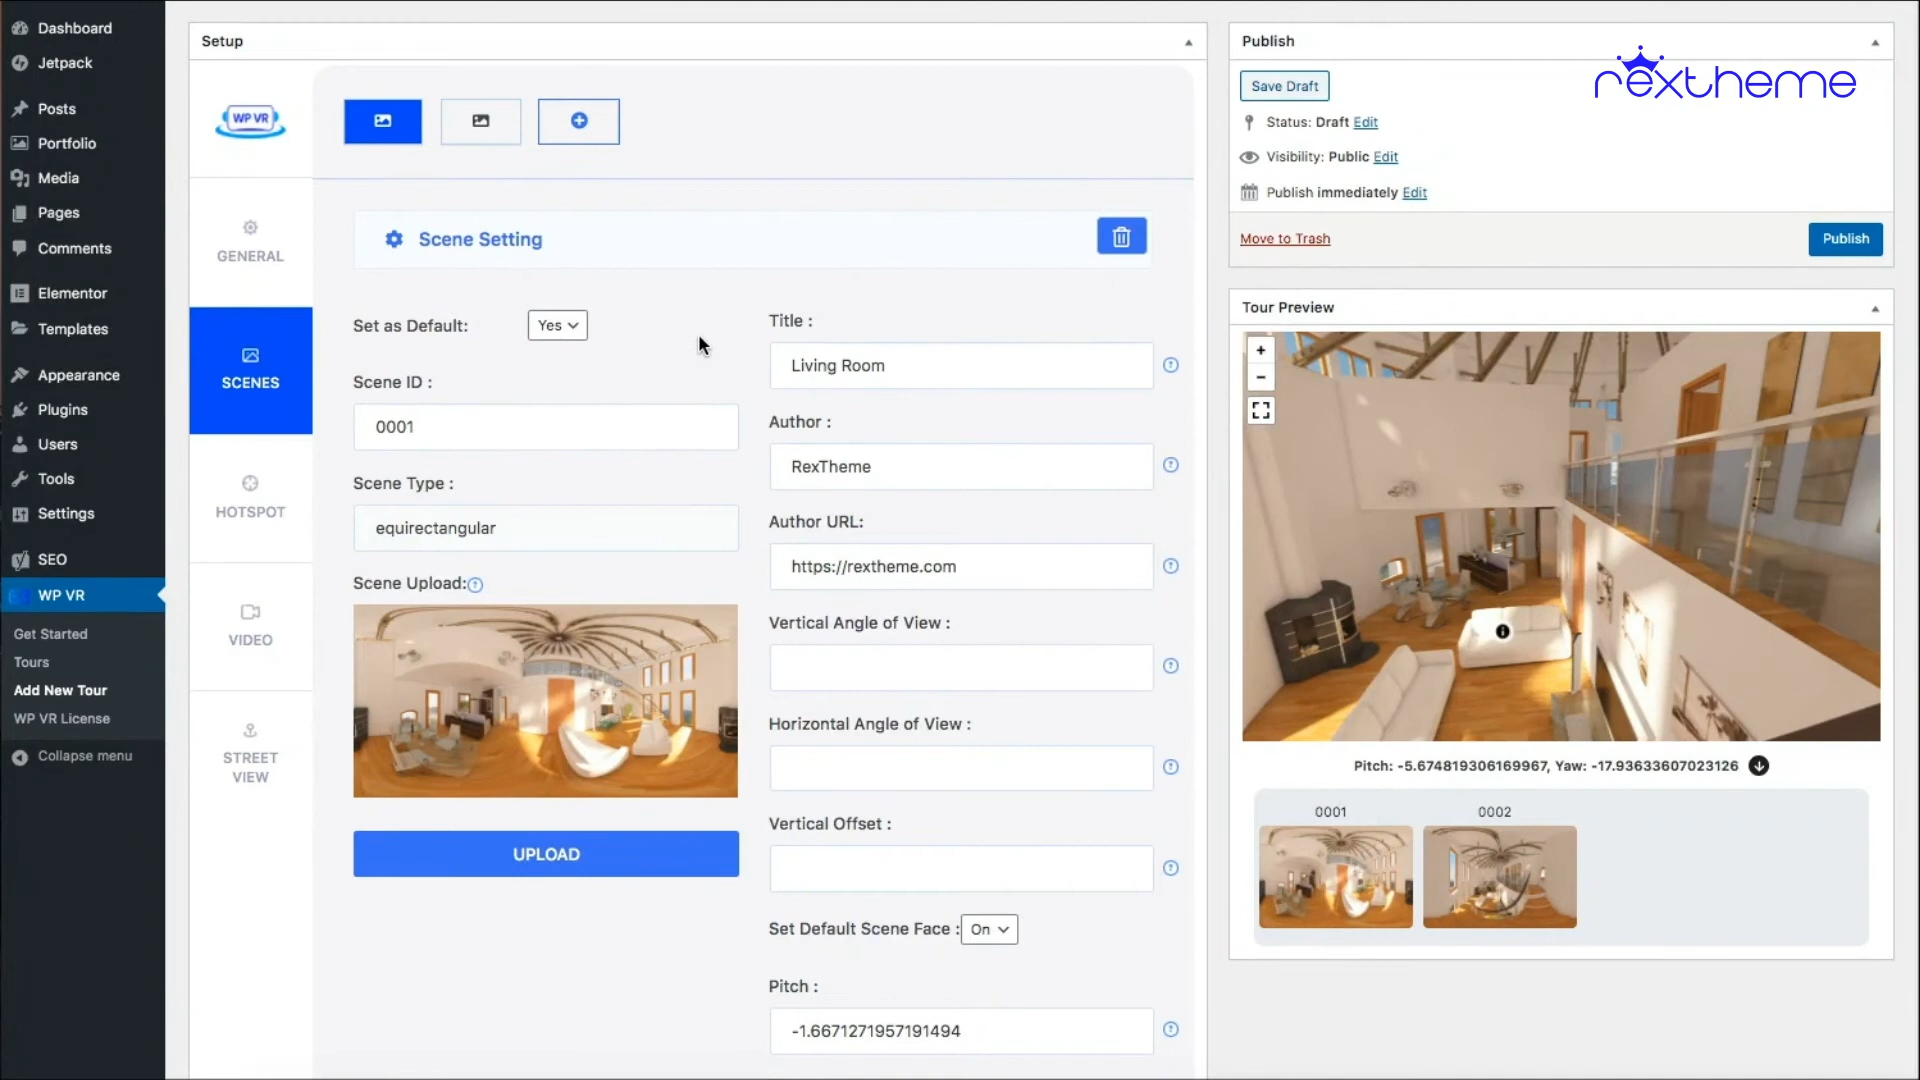 Dashboard
Jetpack
Posts
Portfolio
Media
Pages
Comments
Elementor
Templates
Appearance
Plugins
Users
Tools
Settings
SEO
WP VR
Get Started
Tours
Add New Tour
WP VR License
Collapse menu
Setup
WP VR
GENERAL
SCENES
HOTSPOT
VIDEO
STREET
VIEW
Scene Setting
Set as Default: Yes
Scene ID :
0001
Scene Type :
equirectangular
Scene Upload:
UPLOAD
Title :
Living Room
Author :
RexTheme
Author URL:
https://rextheme.com
Vertical Angle of View :
Horizontal Angle of View :
Vertical Offset :
Set Default Scene Face : On
Pitch :
-1.6671271957191494
Publish
rextheme
Save Draft
Status: Draft Edit
Visibility: Public Edit
Publish immediately Edit
Move to Trash
Publish
Tour Preview
+
−
Pitch: -5.674819306169967, Yaw: -17.93633607023126
0001 0002